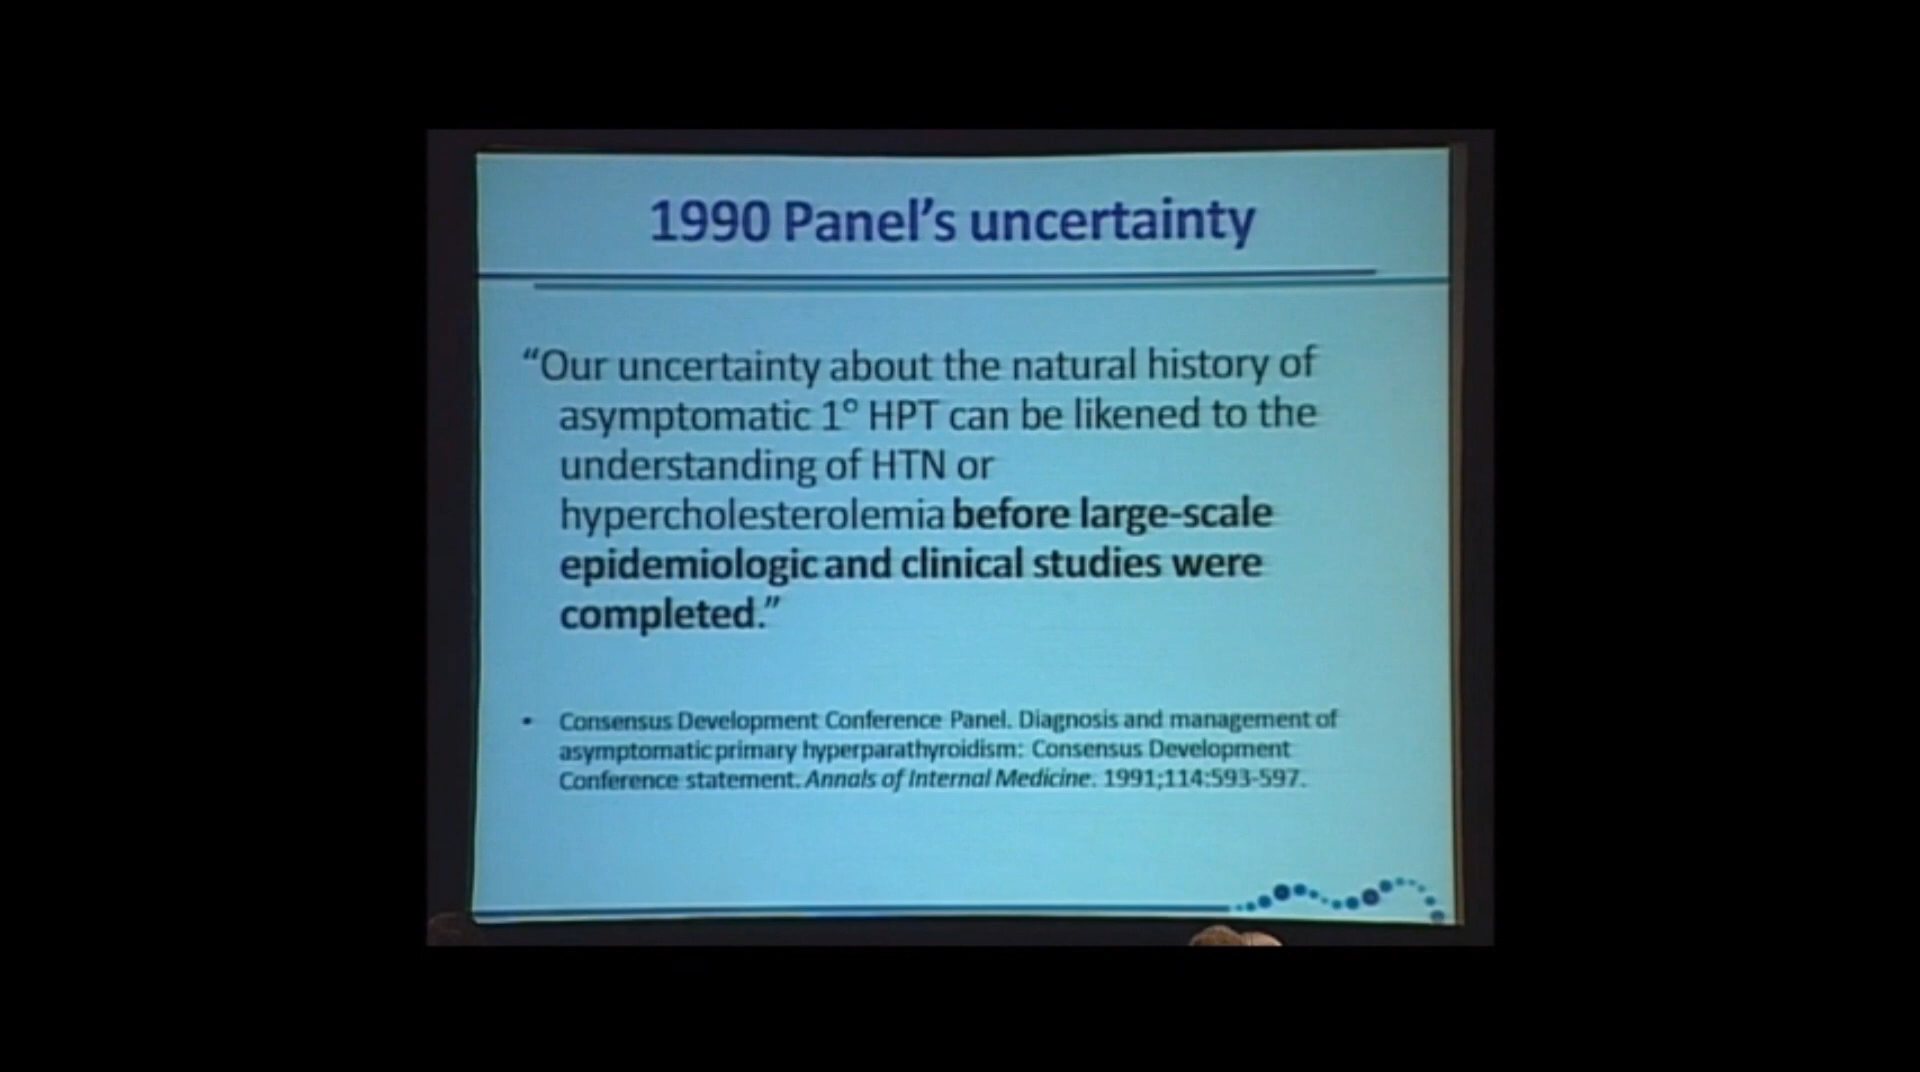 1990 Panel's uncertainty
“Our uncertainty about the natural history of
asymptomatic 1° HPT can be likened to the
understanding of HTN or
hypercholesterolemia before large-scale
epidemiologic and clinical studies were
completed.”
• Consensus Development Conference Panel. Diagnosis and management of
asymptomatic primary hyperparathyroidism: Consensus Development
Conference statement. Annals of Internal Medicine. 1991;114:593-597.